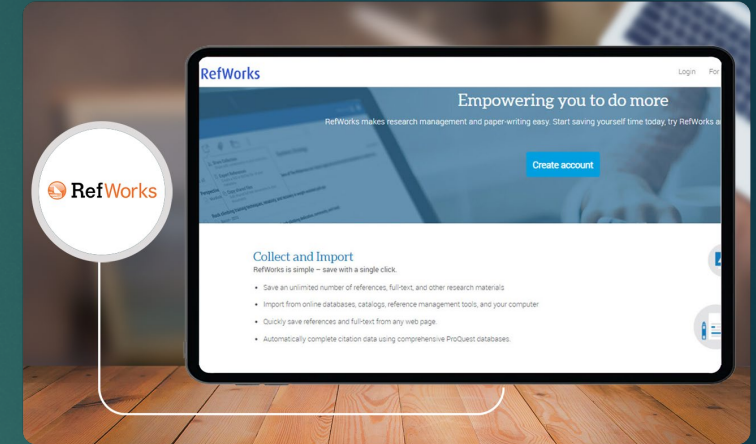 RefWorks
RefWorks
Login For
Empowering you to do more
RefWorks makes research management and paper-writing easy. Start saving yourself time today, try RefWorks a
Create account
Collect and Import
RefWorks is simple – save with a single click.
• Save an unlimited number of references, full-text, and other research materials
• Import from online databases, catalogs, reference management tools, and your computer
• Quickly save references and full-text from any web page.
• Automatically complete citation data using comprehensive ProQuest databases.